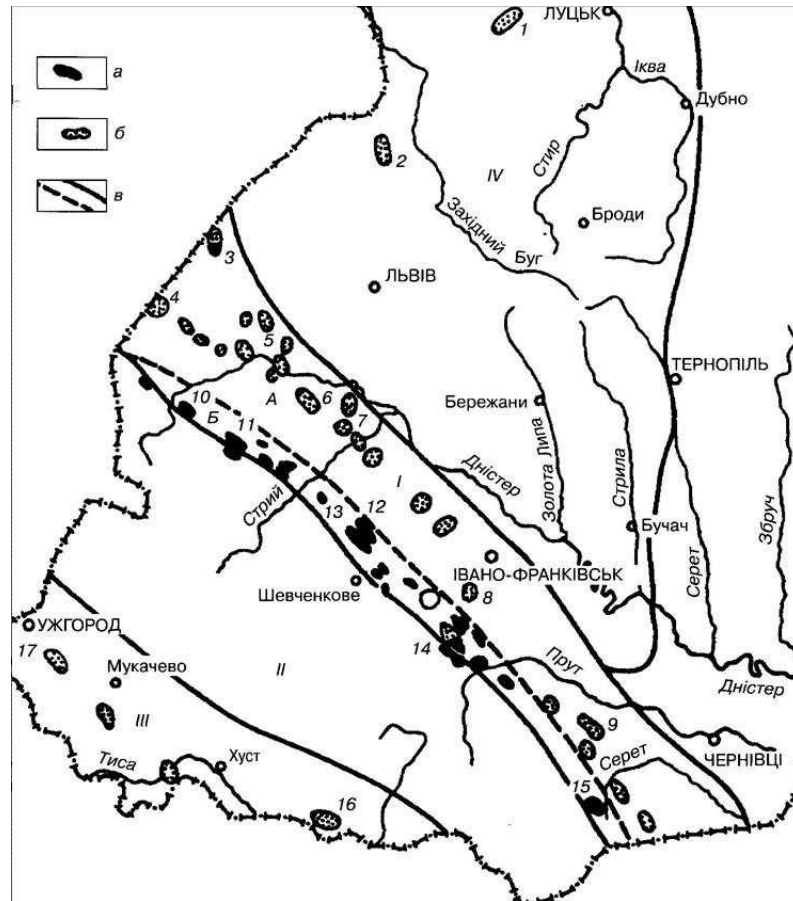 ЛУЦЬК
1
а
Іква
Дубно
б
2
Стир
IV
в
Західний
Буг
Броди
3
ЛЬВІВ
4
5
ТЕРНОПІЛЬ
А
6
10
Бережани
Б
11
7
Золота Липа
Стрипа
Серет
Збруч
Стрий
I
Дністер
13
12
Бучач
ІВАНО-ФРАНКІВСЬК
Шевченкове
8
УЖГОРОД
14
17
II
Прут
Дністер
Мукачево
III
9
Тиса
Хуст
Серет
ЧЕРНІВЦІ
15
16